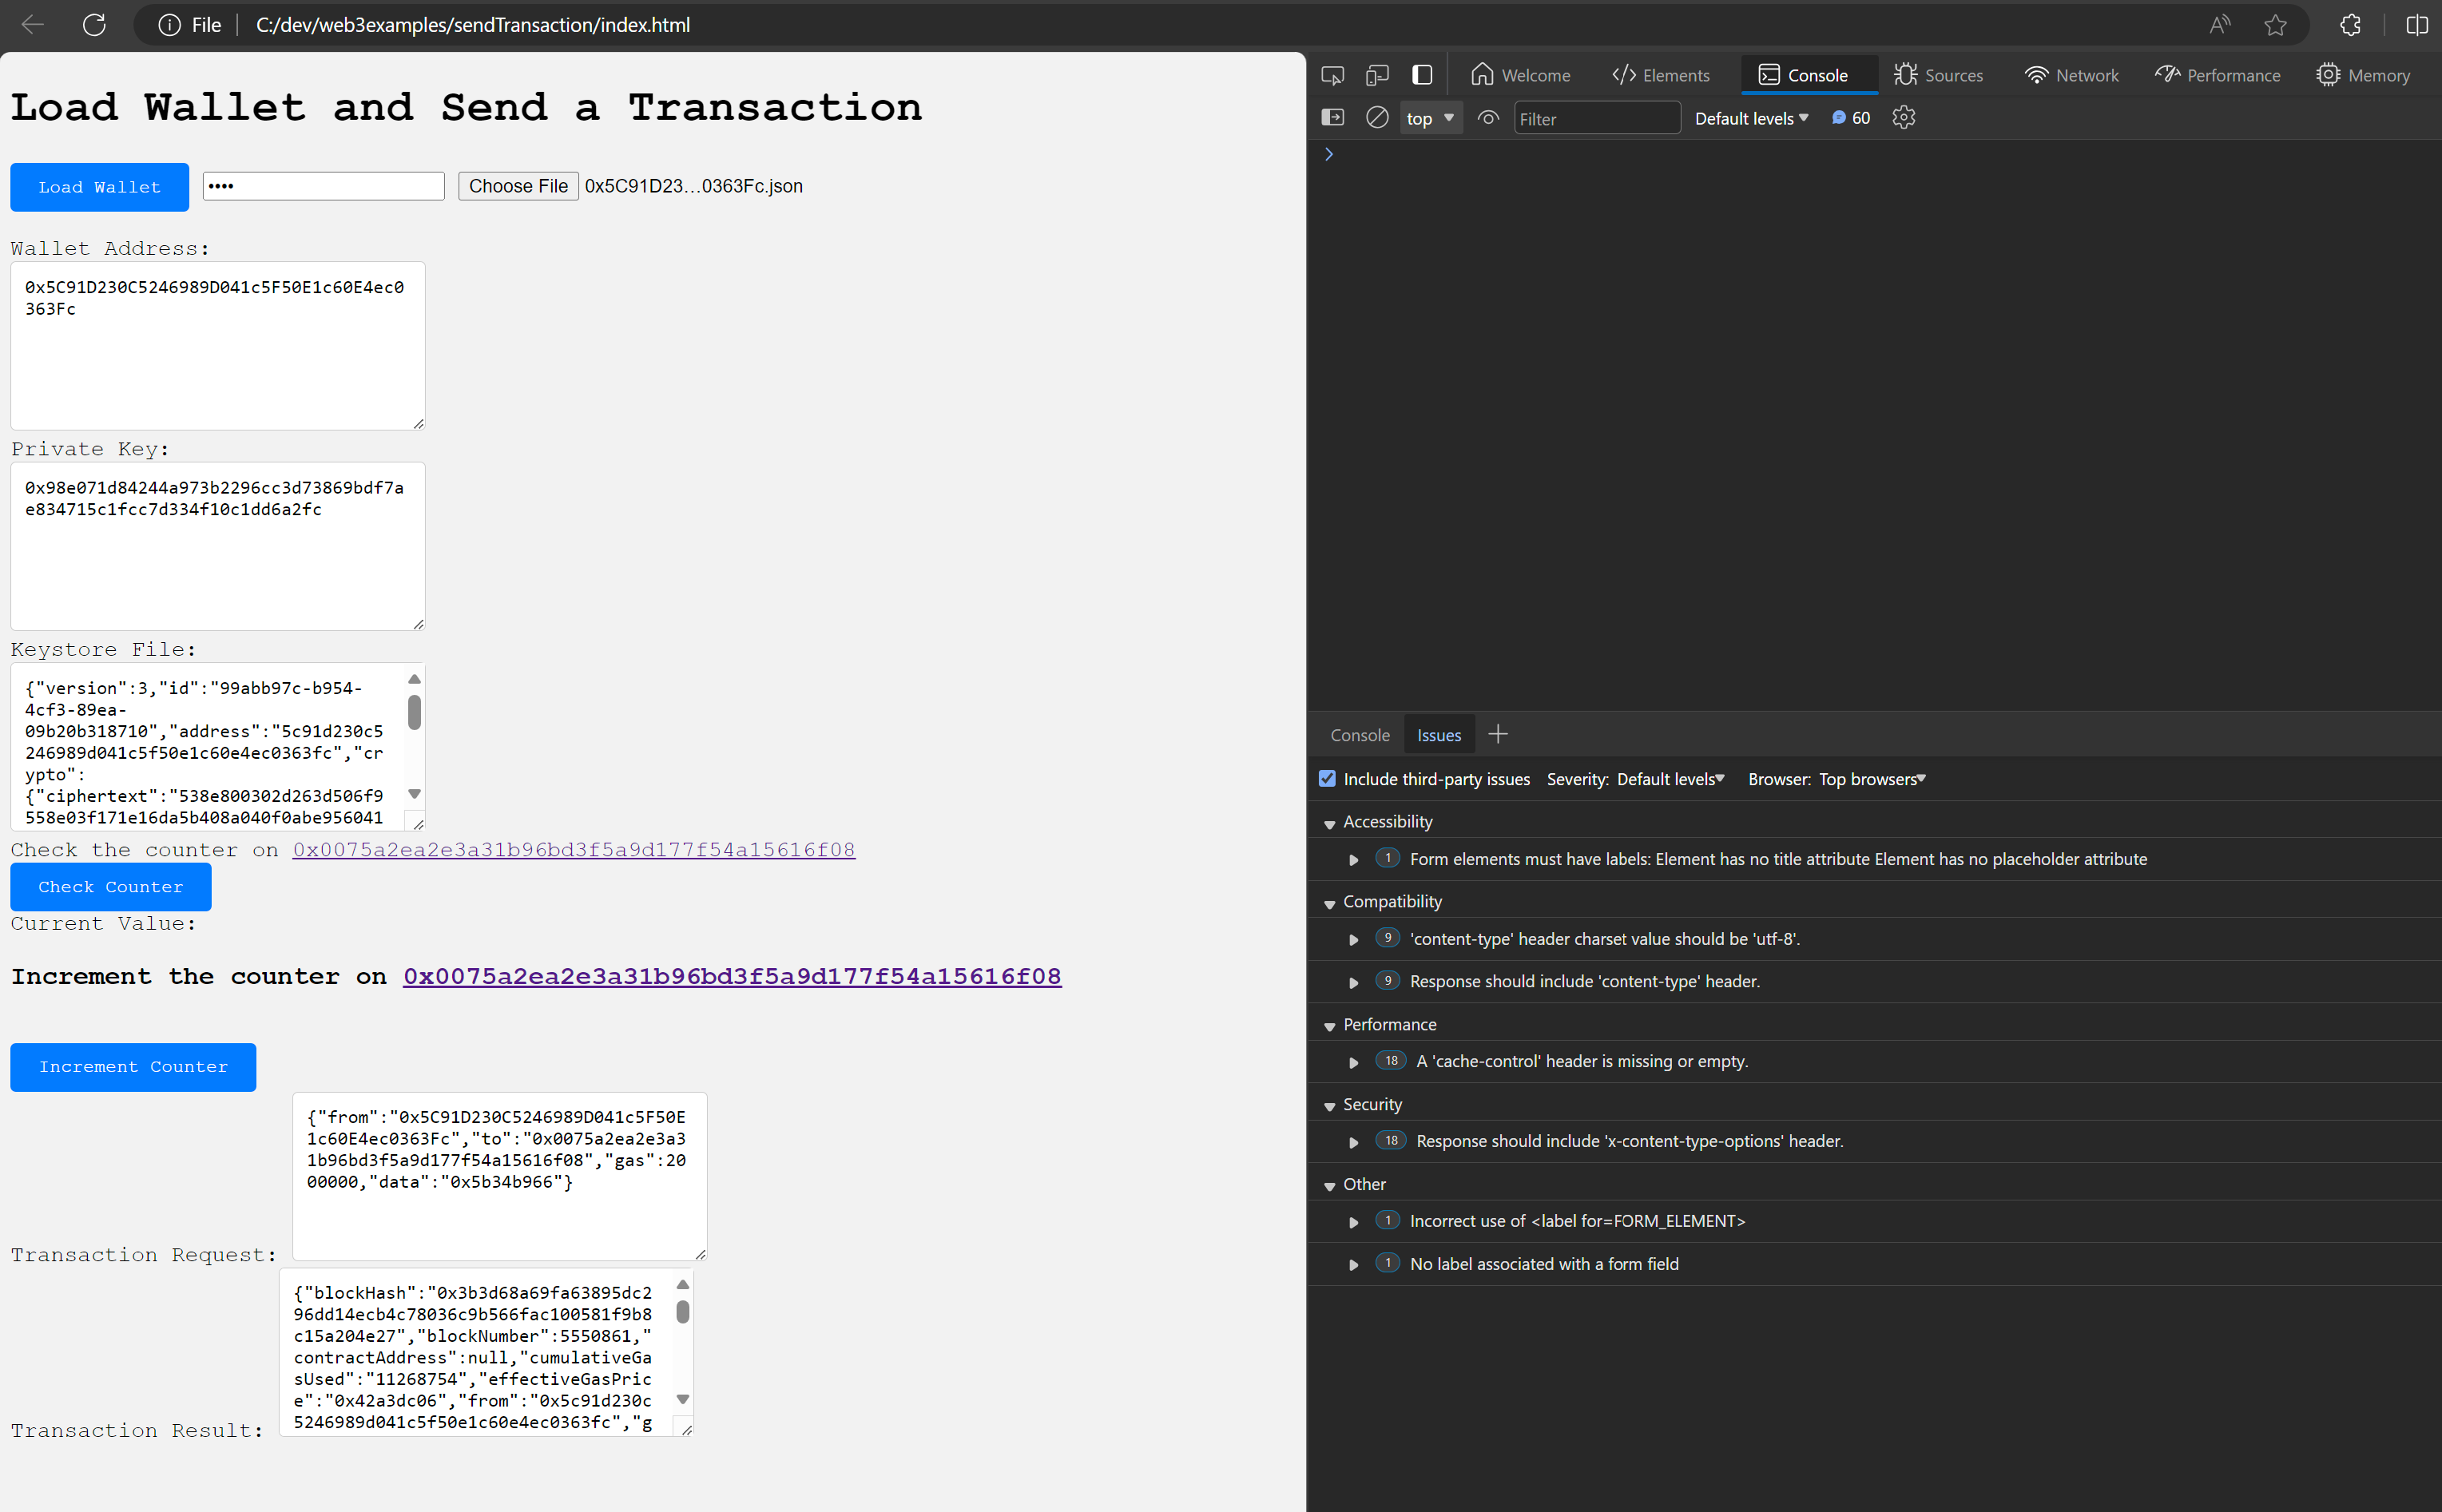 File
C:/dev/web3examples/sendTransaction/index.html
Load Wallet and Send a Transaction
Load Wallet
••••
Choose File 0x5C91D23...0363Fc.json
Wallet Address:
0x5C91D230C5246989D041c5F50E1c60E4ec0
363Fc
Private Key:
0x98e071d84244a973b2296cc3d73869bdf7a
e834715c1fcc7d334f10c1dd6a2fc
Keystore File:
{"version":3,"id":"99abb97c-b954-
4cf3-89ea-
09b20b318710","address":"5c91d230c5
246989d041c5f50e1c60e4ec0363fc","cr
ypto":
{"ciphertext":"538e800302d263d506f9
558e03f171e16da5b408a040f0abe956041
Check the counter on 0x0075a2ea2e3a31b96bd3f5a9d177f54a15616f08
Check Counter
Current Value:
Increment the counter on 0x0075a2ea2e3a31b96bd3f5a9d177f54a15616f08
Increment Counter
{"from":"0x5C91D230C5246989D041c5F50E
1c60E4ec0363Fc","to":"0x0075a2ea2e3a3
1b96bd3f5a9d177f54a15616f08","gas":20
00000,"data":"0x5b34b966"}
Transaction Request:
{"blockHash":"0x3b3d68a69fa63895dc2
96dd14ecb4c78036c9b566fac100581f9b8
c15a204e27","blockNumber":5550861,"
contractAddress":null,"cumulativeGa
sUsed":"11268754","effectiveGasPric
e":"0x42a3dc06","from":"0x5c91d230c
5246989d041c5f50e1c60e4ec0363fc","g
Transaction Result:
Welcome
Elements
Console
Sources
Network
Performance
Memory
top
Filter
Default levels
60
Console
Issues
Include third-party issues
Severity: Default levels
Browser: Top browsers
Accessibility
1 Form elements must have labels: Element has no title attribute Element has no placeholder attribute
Compatibility
9 'content-type' header charset value should be 'utf-8'.
9 Response should include 'content-type' header.
Performance
18 A 'cache-control' header is missing or empty.
Security
18 Response should include 'x-content-type-options' header.
Other
1 Incorrect use of <label for=FORM_ELEMENT>
1 No label associated with a form field